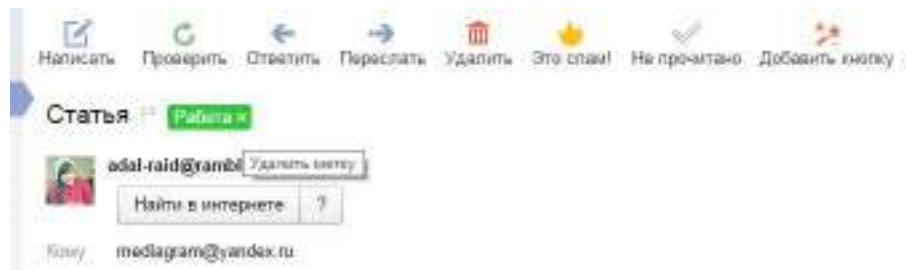 Написать Проверить Ответить Переслать Удалить Это спам! Не прочитано Добавить кнопку
Статья Работа ×
adal-raid@rambl Удалить метку
Найти в интернете ?
Кому mediagram@yandex.ru